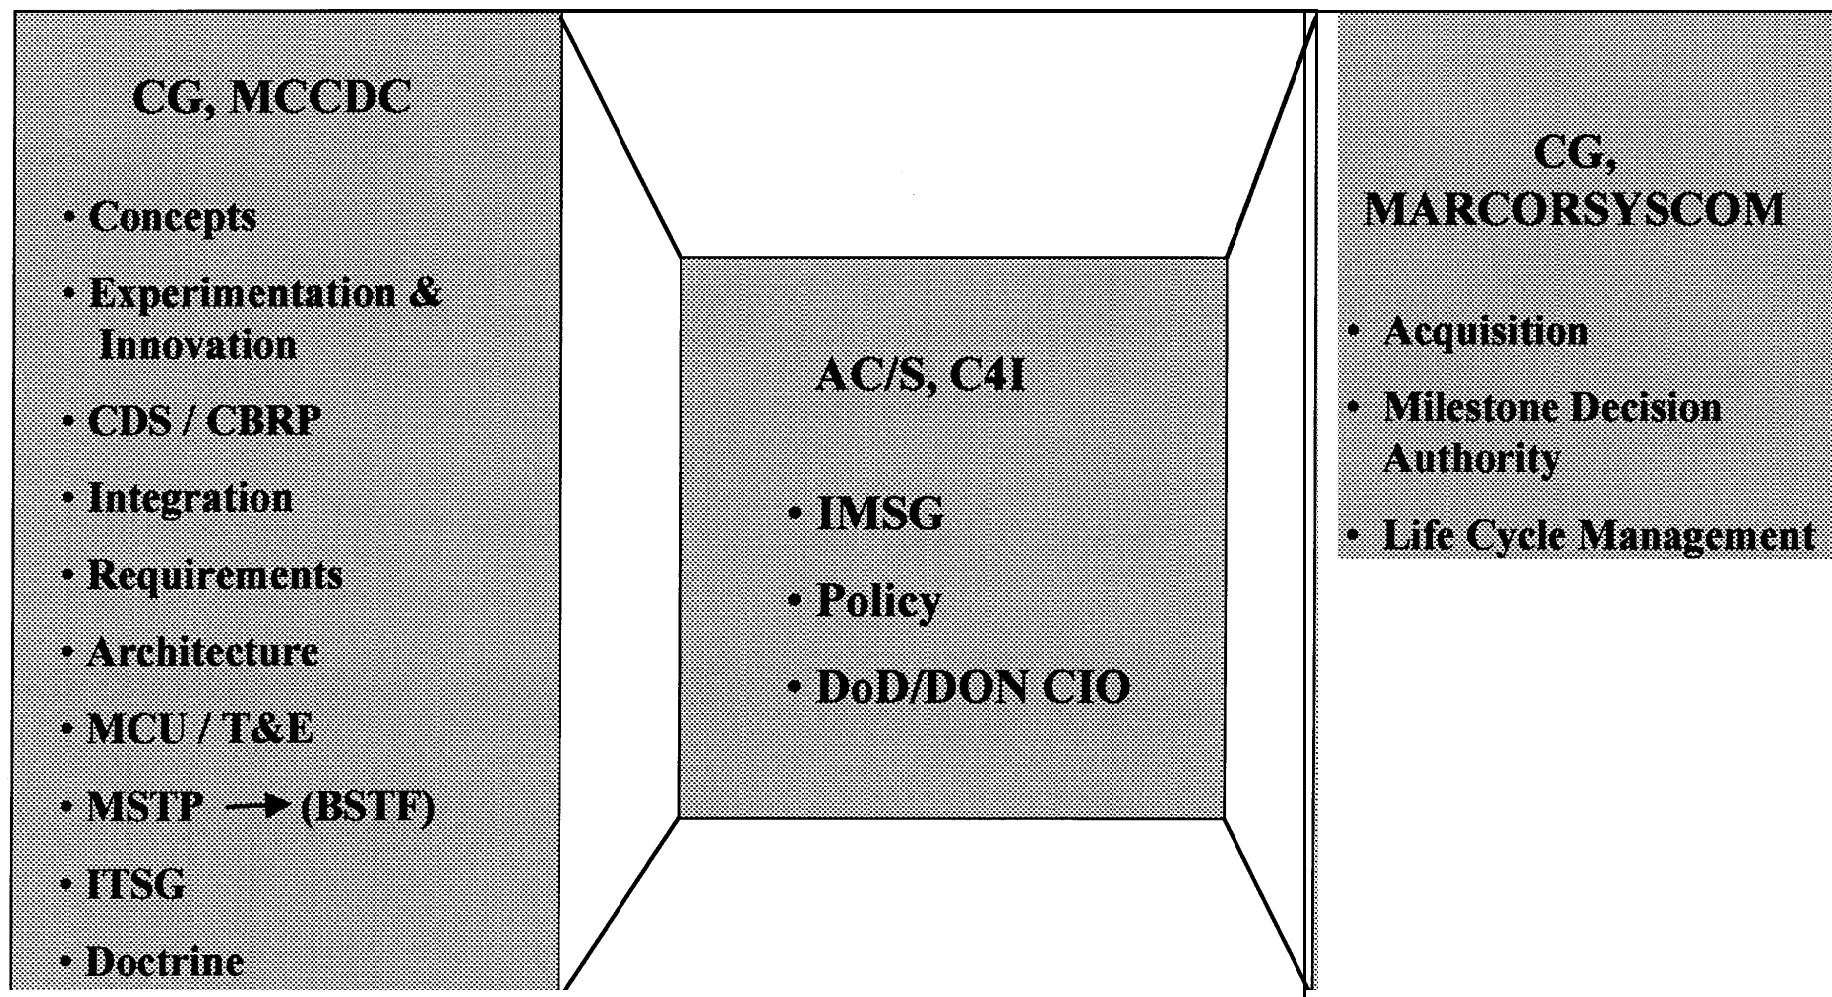 CG, MCCDC
• Concepts
• Experimentation &
Innovation
• CDS / CBRP
• Integration
• Requirements
• Architecture
• MCU / T&E
• MSTP → (BSTF)
• ITSG
• Doctrine
AC/S, C4I
• IMSG
• Policy
• DoD/DON CIO
CG,
MARCORSYSCOM
• Acquisition
• Milestone Decision
Authority
• Life Cycle Management